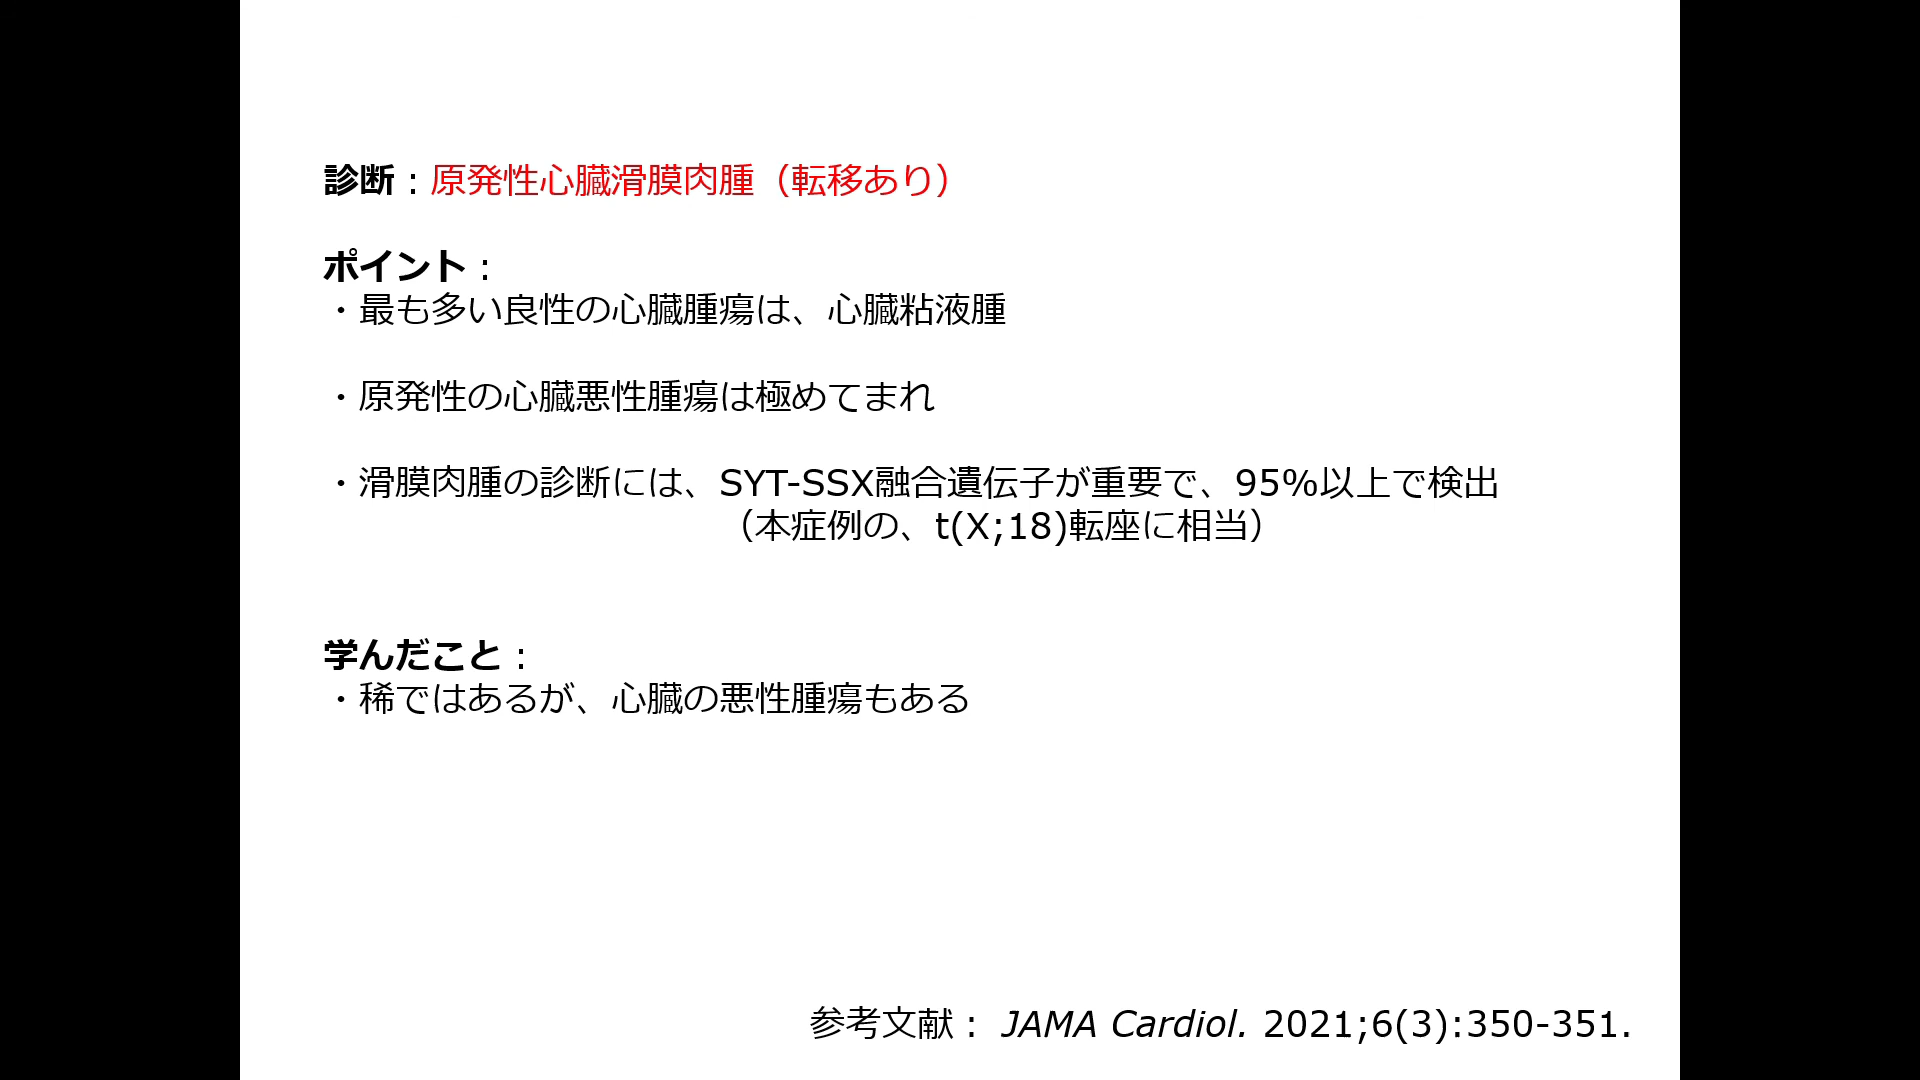 診断：原発性心臓滑膜肉腫（転移あり）
ポイント：
・最も多い良性の心臓腫瘍は、心臓粘液腫
・原発性の心臓悪性腫瘍は極めてまれ
・滑膜肉腫の診断には、SYT-SSX融合遺伝子が重要で、95%以上で検出
（本症例の、t(X;18)転座に相当）
学んだこと：
・稀ではあるが、心臓の悪性腫瘍もある
参考文献： JAMA Cardiol. 2021;6(3):350-351.